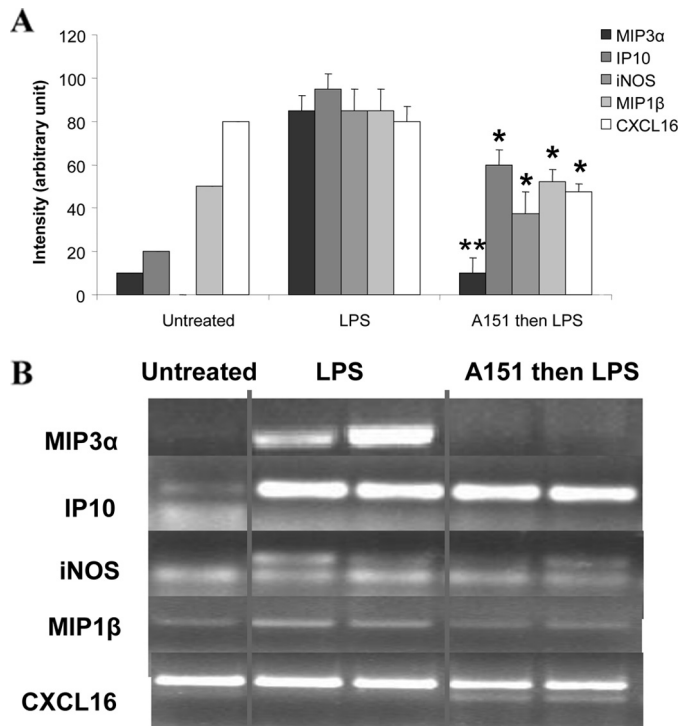 A
Intensity (arbitrary unit)
120
100
80
60
40
20
0
MIP3α
IP10
iNOS
MIP1β
CXCL16
**
*
*
*
*
Untreated
LPS
A151 then LPS
B
Untreated
LPS
A151 then LPS
MIP3α
IP10
iNOS
MIP1β
CXCL16